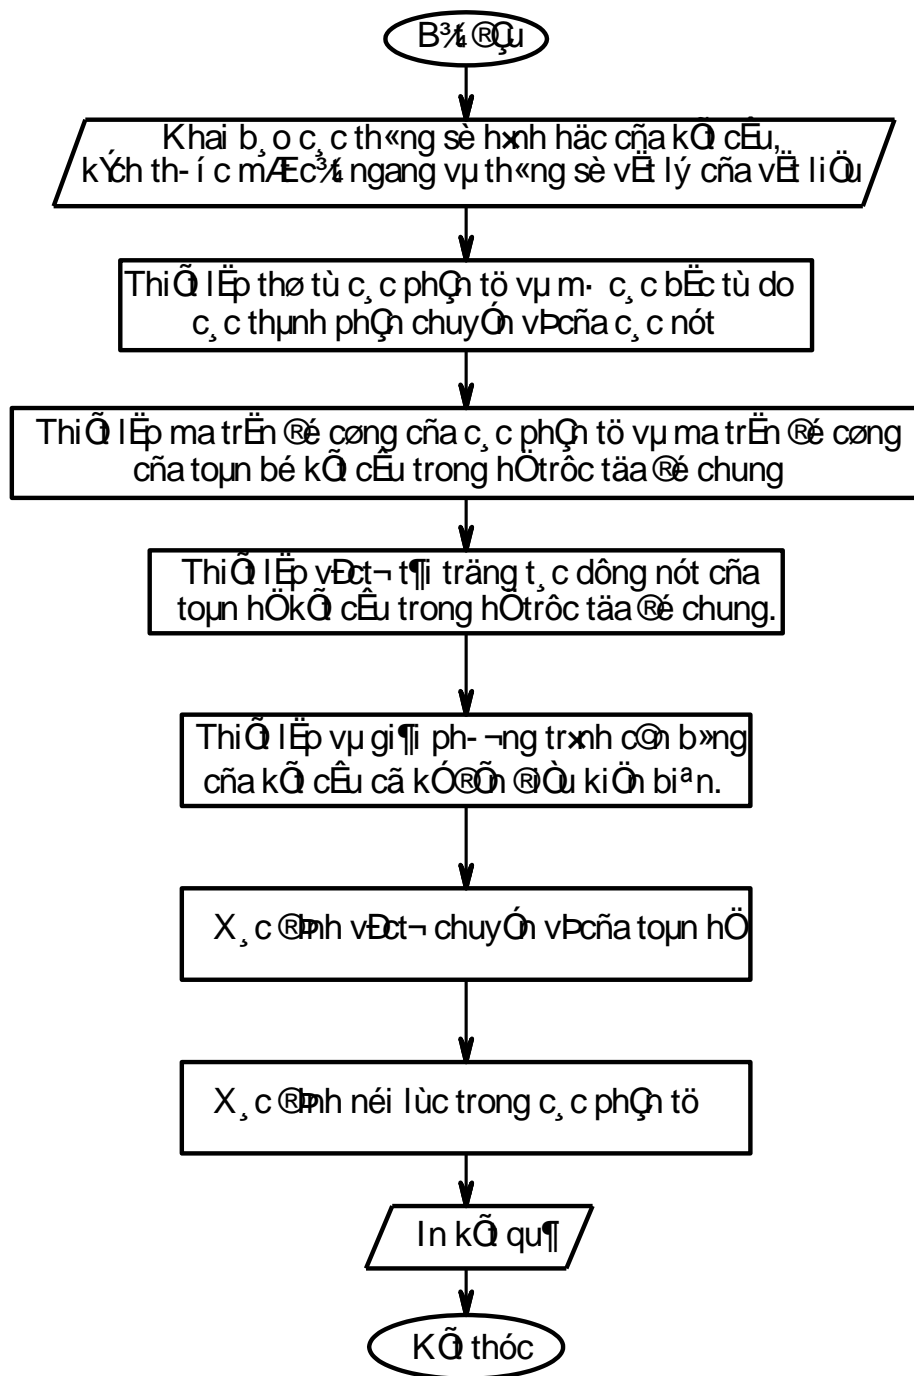 B¾t ®Çu
Khai b¸o c¸c th«ng sè h×nh häc cña kÕt cÊu,
kÝch th-íc mÆt c¾t ngang vµ th«ng sè vËt lý cña vËt liÖu
ThiÕt lËp thø tù c¸c phÇn tö vµ m· c¸c bËc tù do
c¸c thµnh phÇn chuyÓn vÞ cña c¸c nót
ThiÕt lËp ma trËn ®é cøng cña c¸c phÇn tö vµ ma trËn ®é cøng
cña toµn bé kÕt cÊu trong hÖ trôc täa ®é chung
ThiÕt lËp vÐct¬ t¶i träng t¸c dông nót cña
toµn hÖ kÕt cÊu trong hÖ trôc täa ®é chung.
ThiÕt lËp vµ gi¶i ph-¬ng tr×nh c©n b»ng
cña kÕt cÊu cã kÓ ®Õn ®iÒu kiÖn biªn.
X¸c ®Þnh vÐct¬ chuyÓn vÞ cña toµn hÖ
X¸c ®Þnh néi lùc trong c¸c phÇn tö
In kÕt qu¶
KÕt thóc